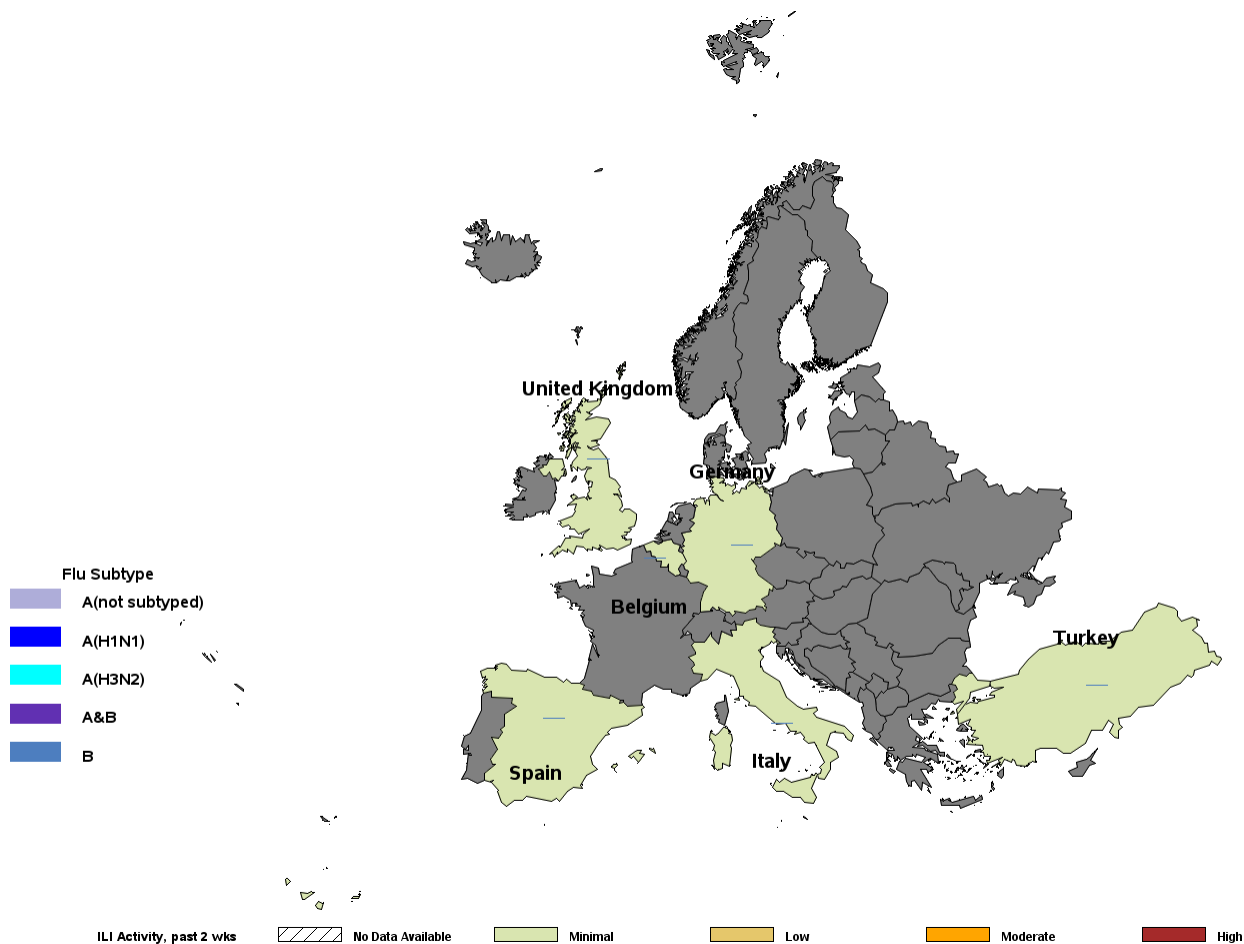 United Kingdom
Germany
Flu Subtype
A(not subtyped)
Belgium
A(H1N1)
Turkey
A(H3N2)
A&B
B
Italy
Spain
ILI Activity, past 2 wks No Data Available Minimal Low Moderate High